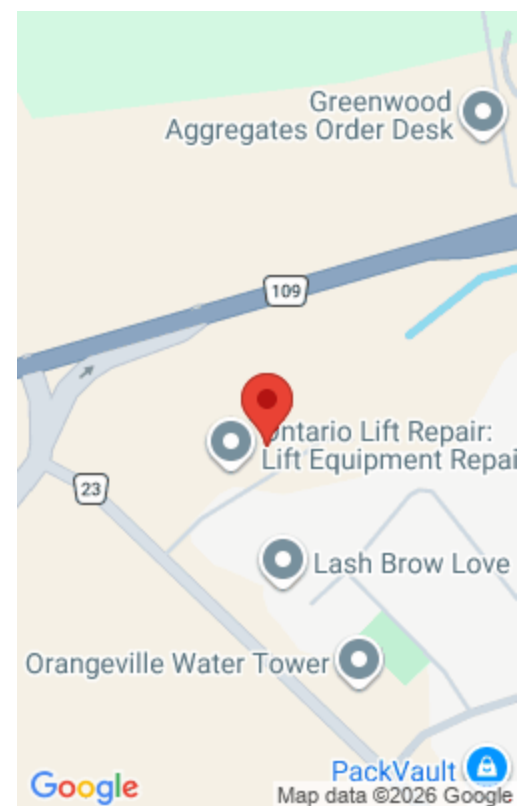 Greenwood
Aggregates Order Desk
109
Ontario Lift Repair:
Lift Equipment Repai
23
Lash Brow Love
Orangeville Water Tower
PackVault
Google
Map data ©2026 Google